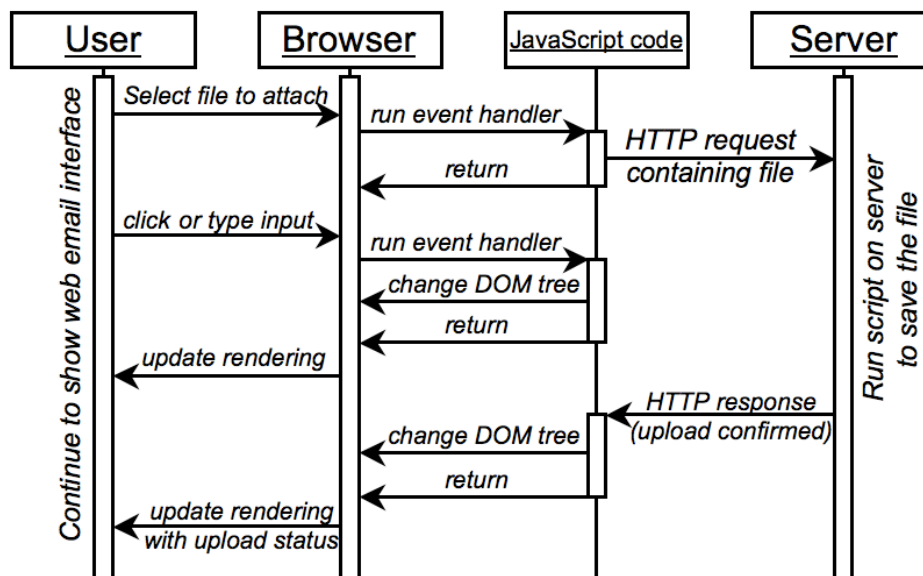 User
Browser
JavaScript code
Server
Select file to attach
run event handler
HTTP request
containing file
return
click or type input
run event handler
change DOM tree
return
update rendering
HTTP response
(upload confirmed)
change DOM tree
return
update rendering
with upload status
Continue to show web email interface
Run script on server
to save the file